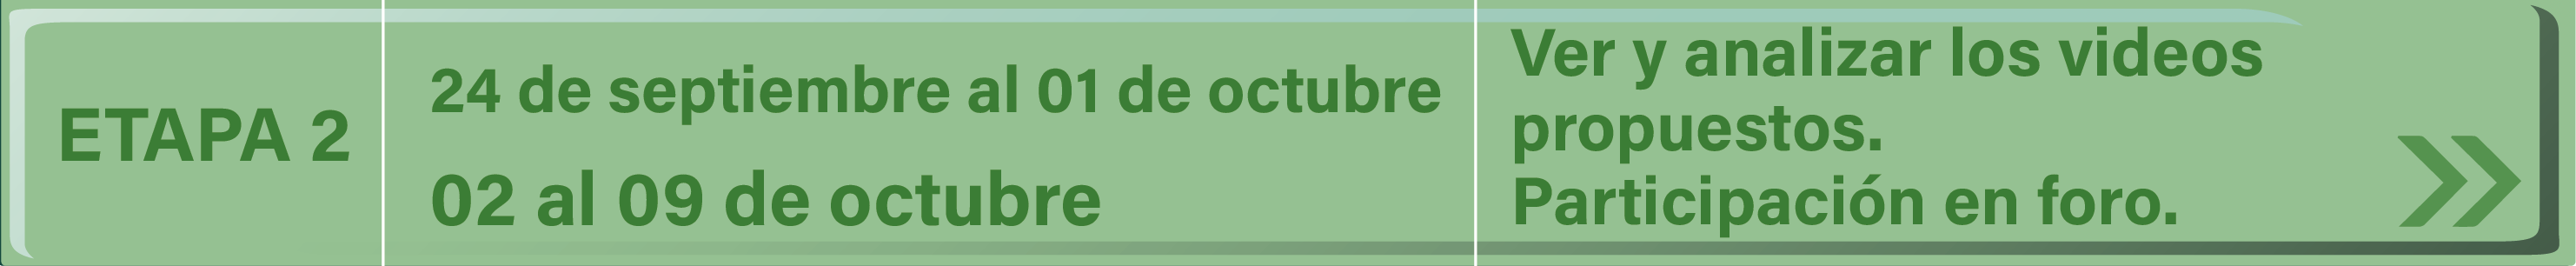 ETAPA 2
24 de septiembre al 01 de octubre
02 al 09 de octubre
Ver y analizar los videos
propuestos.
Participación en foro.